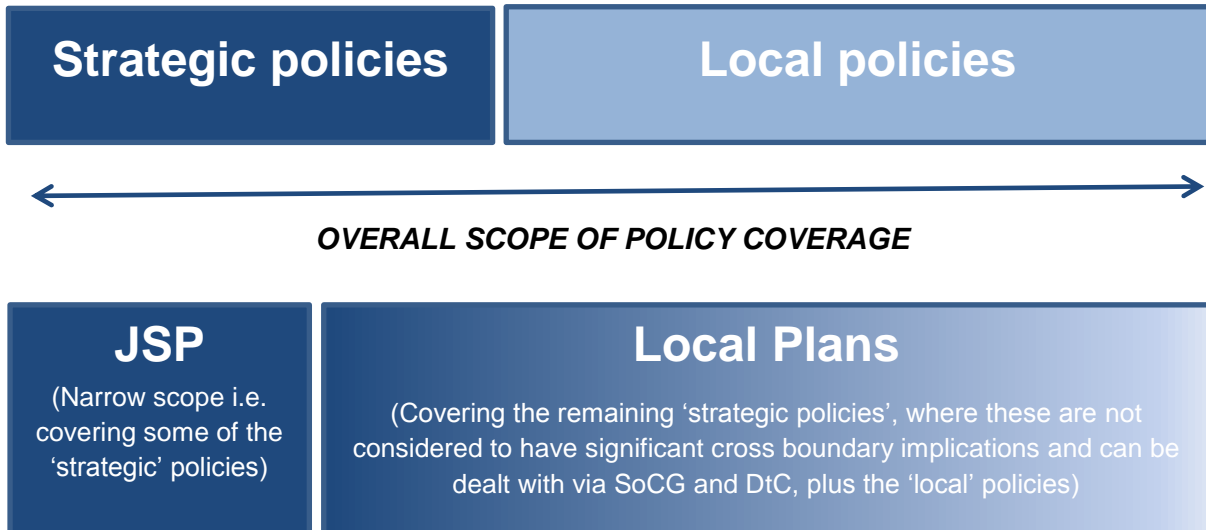 Strategic policies
Local policies
OVERALL SCOPE OF POLICY COVERAGE
JSP
(Narrow scope i.e.
covering some of the
‘strategic’ policies)
Local Plans
(Covering the remaining ‘strategic policies’, where these are not
considered to have significant cross boundary implications and can be
dealt with via SoCG and DtC, plus the ‘local’ policies)